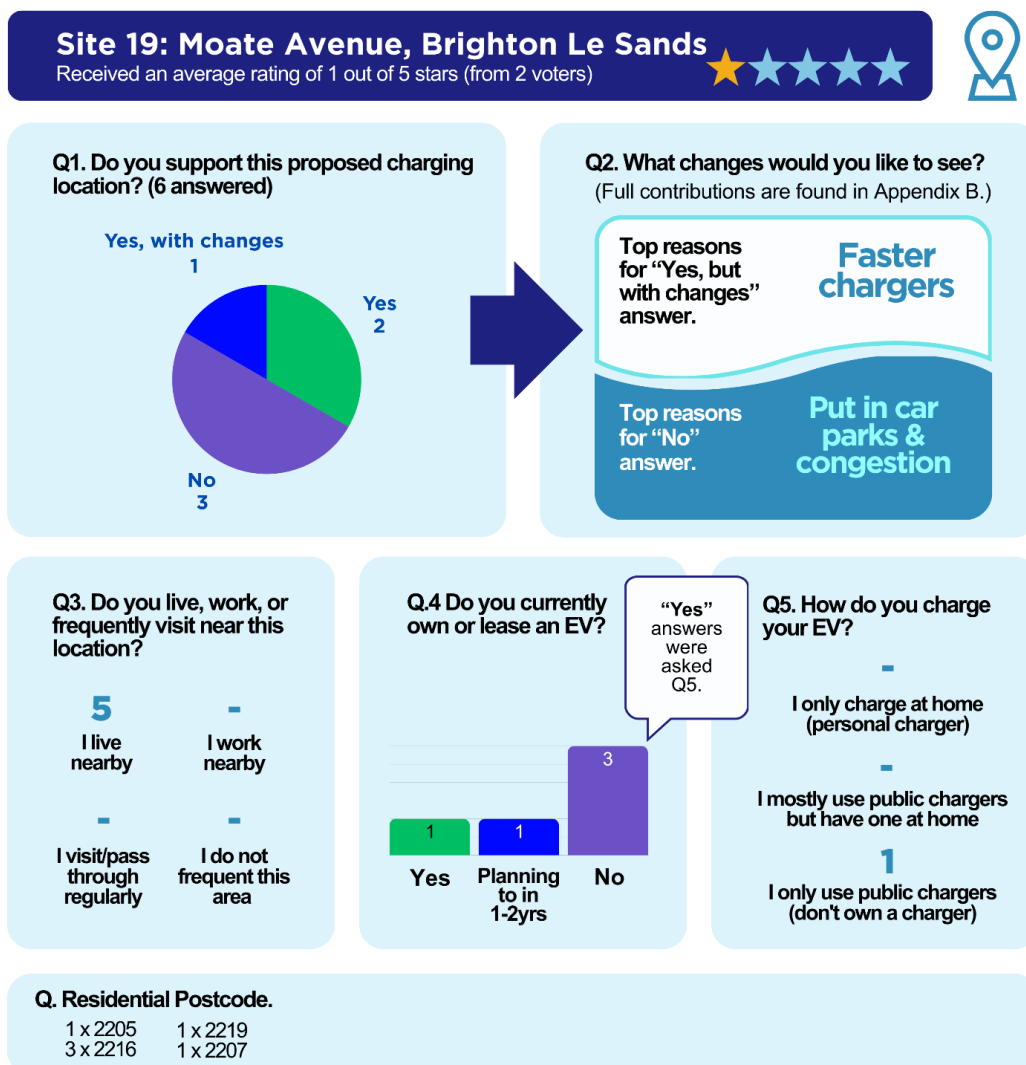 Site 19: Moate Avenue, Brighton Le Sands
Received an average rating of 1 out of 5 stars (from 2 voters)
Q1. Do you support this proposed charging
location? (6 answered)
Yes, with changes
1
Yes
2
No
3
Q2. What changes would you like to see?
(Full contributions are found in Appendix B.)
Top reasons
for “Yes, but
with changes”
answer.
Faster
chargers
Top reasons
for “No”
answer.
Put in car
parks &
congestion
Q3. Do you live, work, or
frequently visit near this
location?
5
I live
nearby
-
I work
nearby
-
I visit/pass
through
regularly
-
I do not
frequent this
area
Q.4 Do you currently
own or lease an EV?
1
Yes
1
Planning
to in
1-2yrs
3
No
“Yes”
answers
were
asked
Q5.
Q5. How do you charge
your EV?
-
I only charge at home
(personal charger)
-
I mostly use public chargers
but have one at home
1
I only use public chargers
(don't own a charger)
Q. Residential Postcode.
1 x 2205
3 x 2216
1 x 2219
1 x 2207